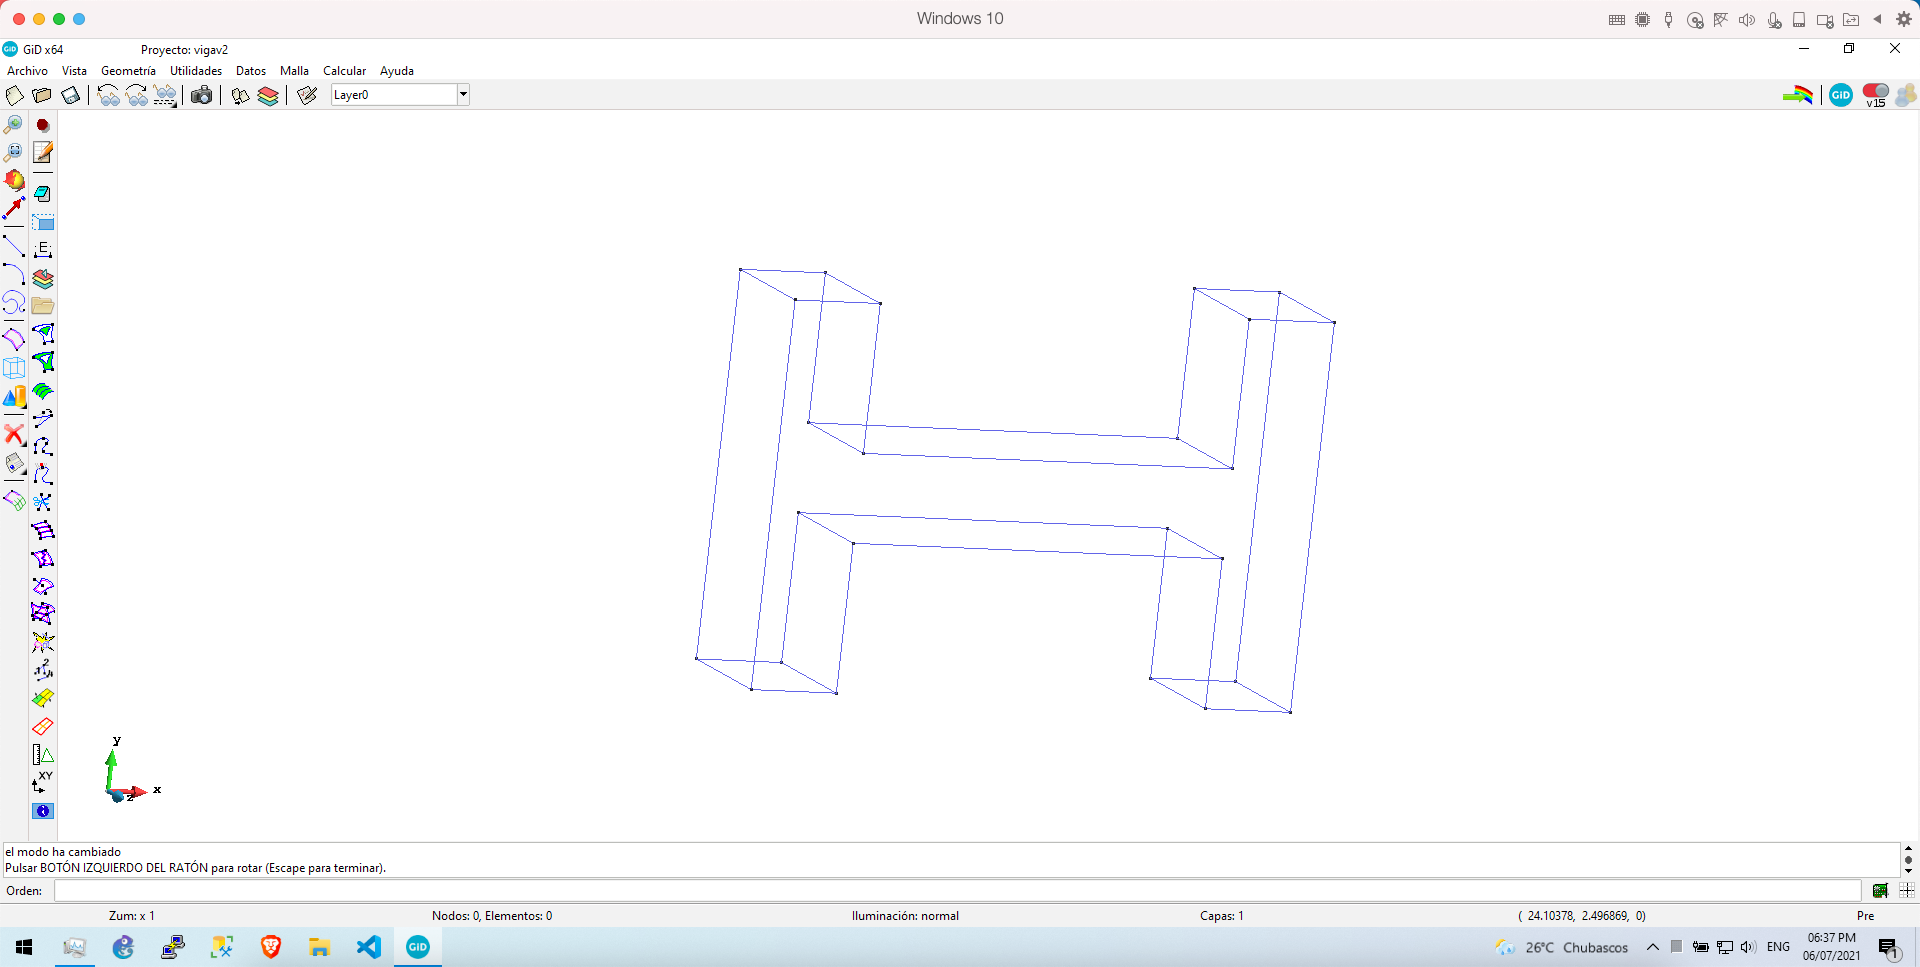 Windows 10
GiD x64 Proyecto: vigav2
Archivo Vista Geometría Utilidades Datos Malla Calcular Ayuda
Layer0
GiD
v15
E
2
XY
y
x
z
el modo ha cambiado
Pulsar BOTÓN IZQUIERDO DEL RATÓN para rotar (Escape para terminar).
Orden:
Zum: x 1 Nodos: 0, Elementos: 0 Iluminación: normal Capas: 1 ( 24.10378, 2.496869, 0) Pre
GiD 26°C Chubascos ENG 06:37 PM
06/07/2021
1